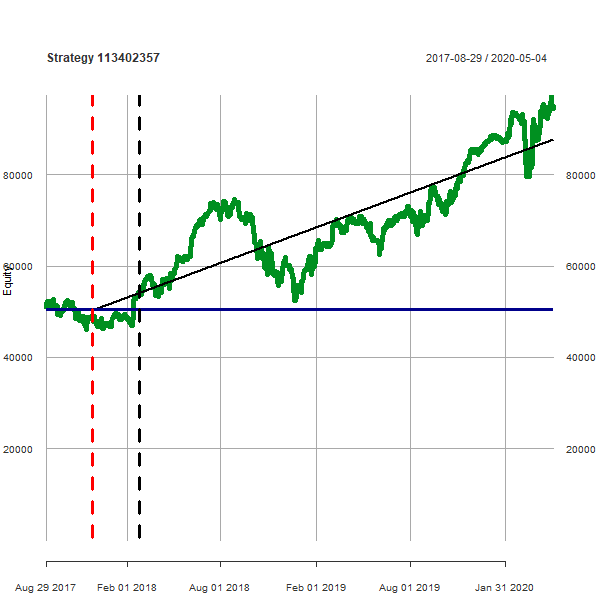 Strategy 113402357
2017-08-29 / 2020-05-04
80000
80000
60000
60000
Equity
40000
40000
20000
20000
Aug 29 2017
Feb 01 2018
Aug 01 2018
Feb 01 2019
Aug 01 2019
Jan 31 2020